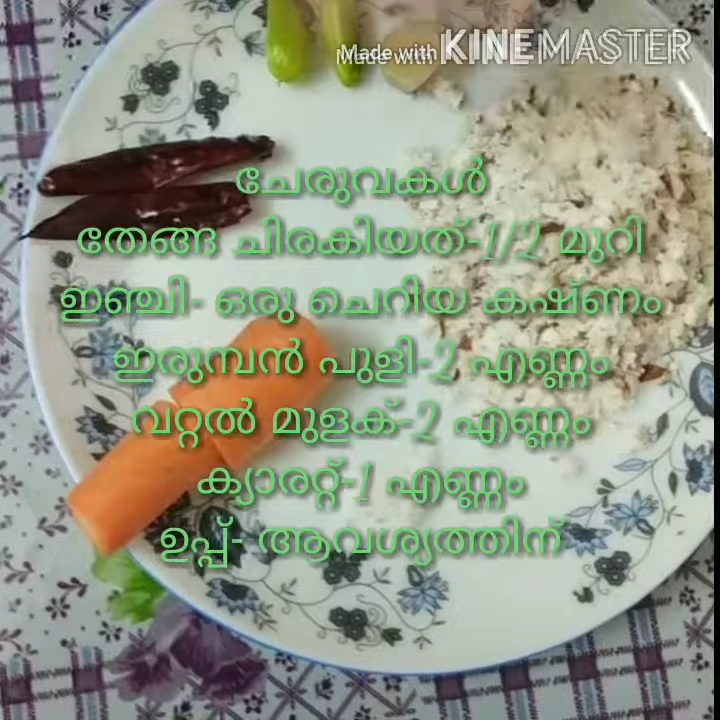 Made with KINEMASTER
ചേരുവകൾ
തേങ്ങ ചിരകിയത്-1/2 മുറി
ഇഞ്ചി- ഒരു ചെറിയ കഷ്ണം
ഇരുമ്പൻ പുളി-2 എണ്ണം
വറ്റൽ മുളക്-2 എണ്ണം
ക്യാരറ്റ്-1 എണ്ണം
ഉപ്പ്- ആവശ്യത്തിന്